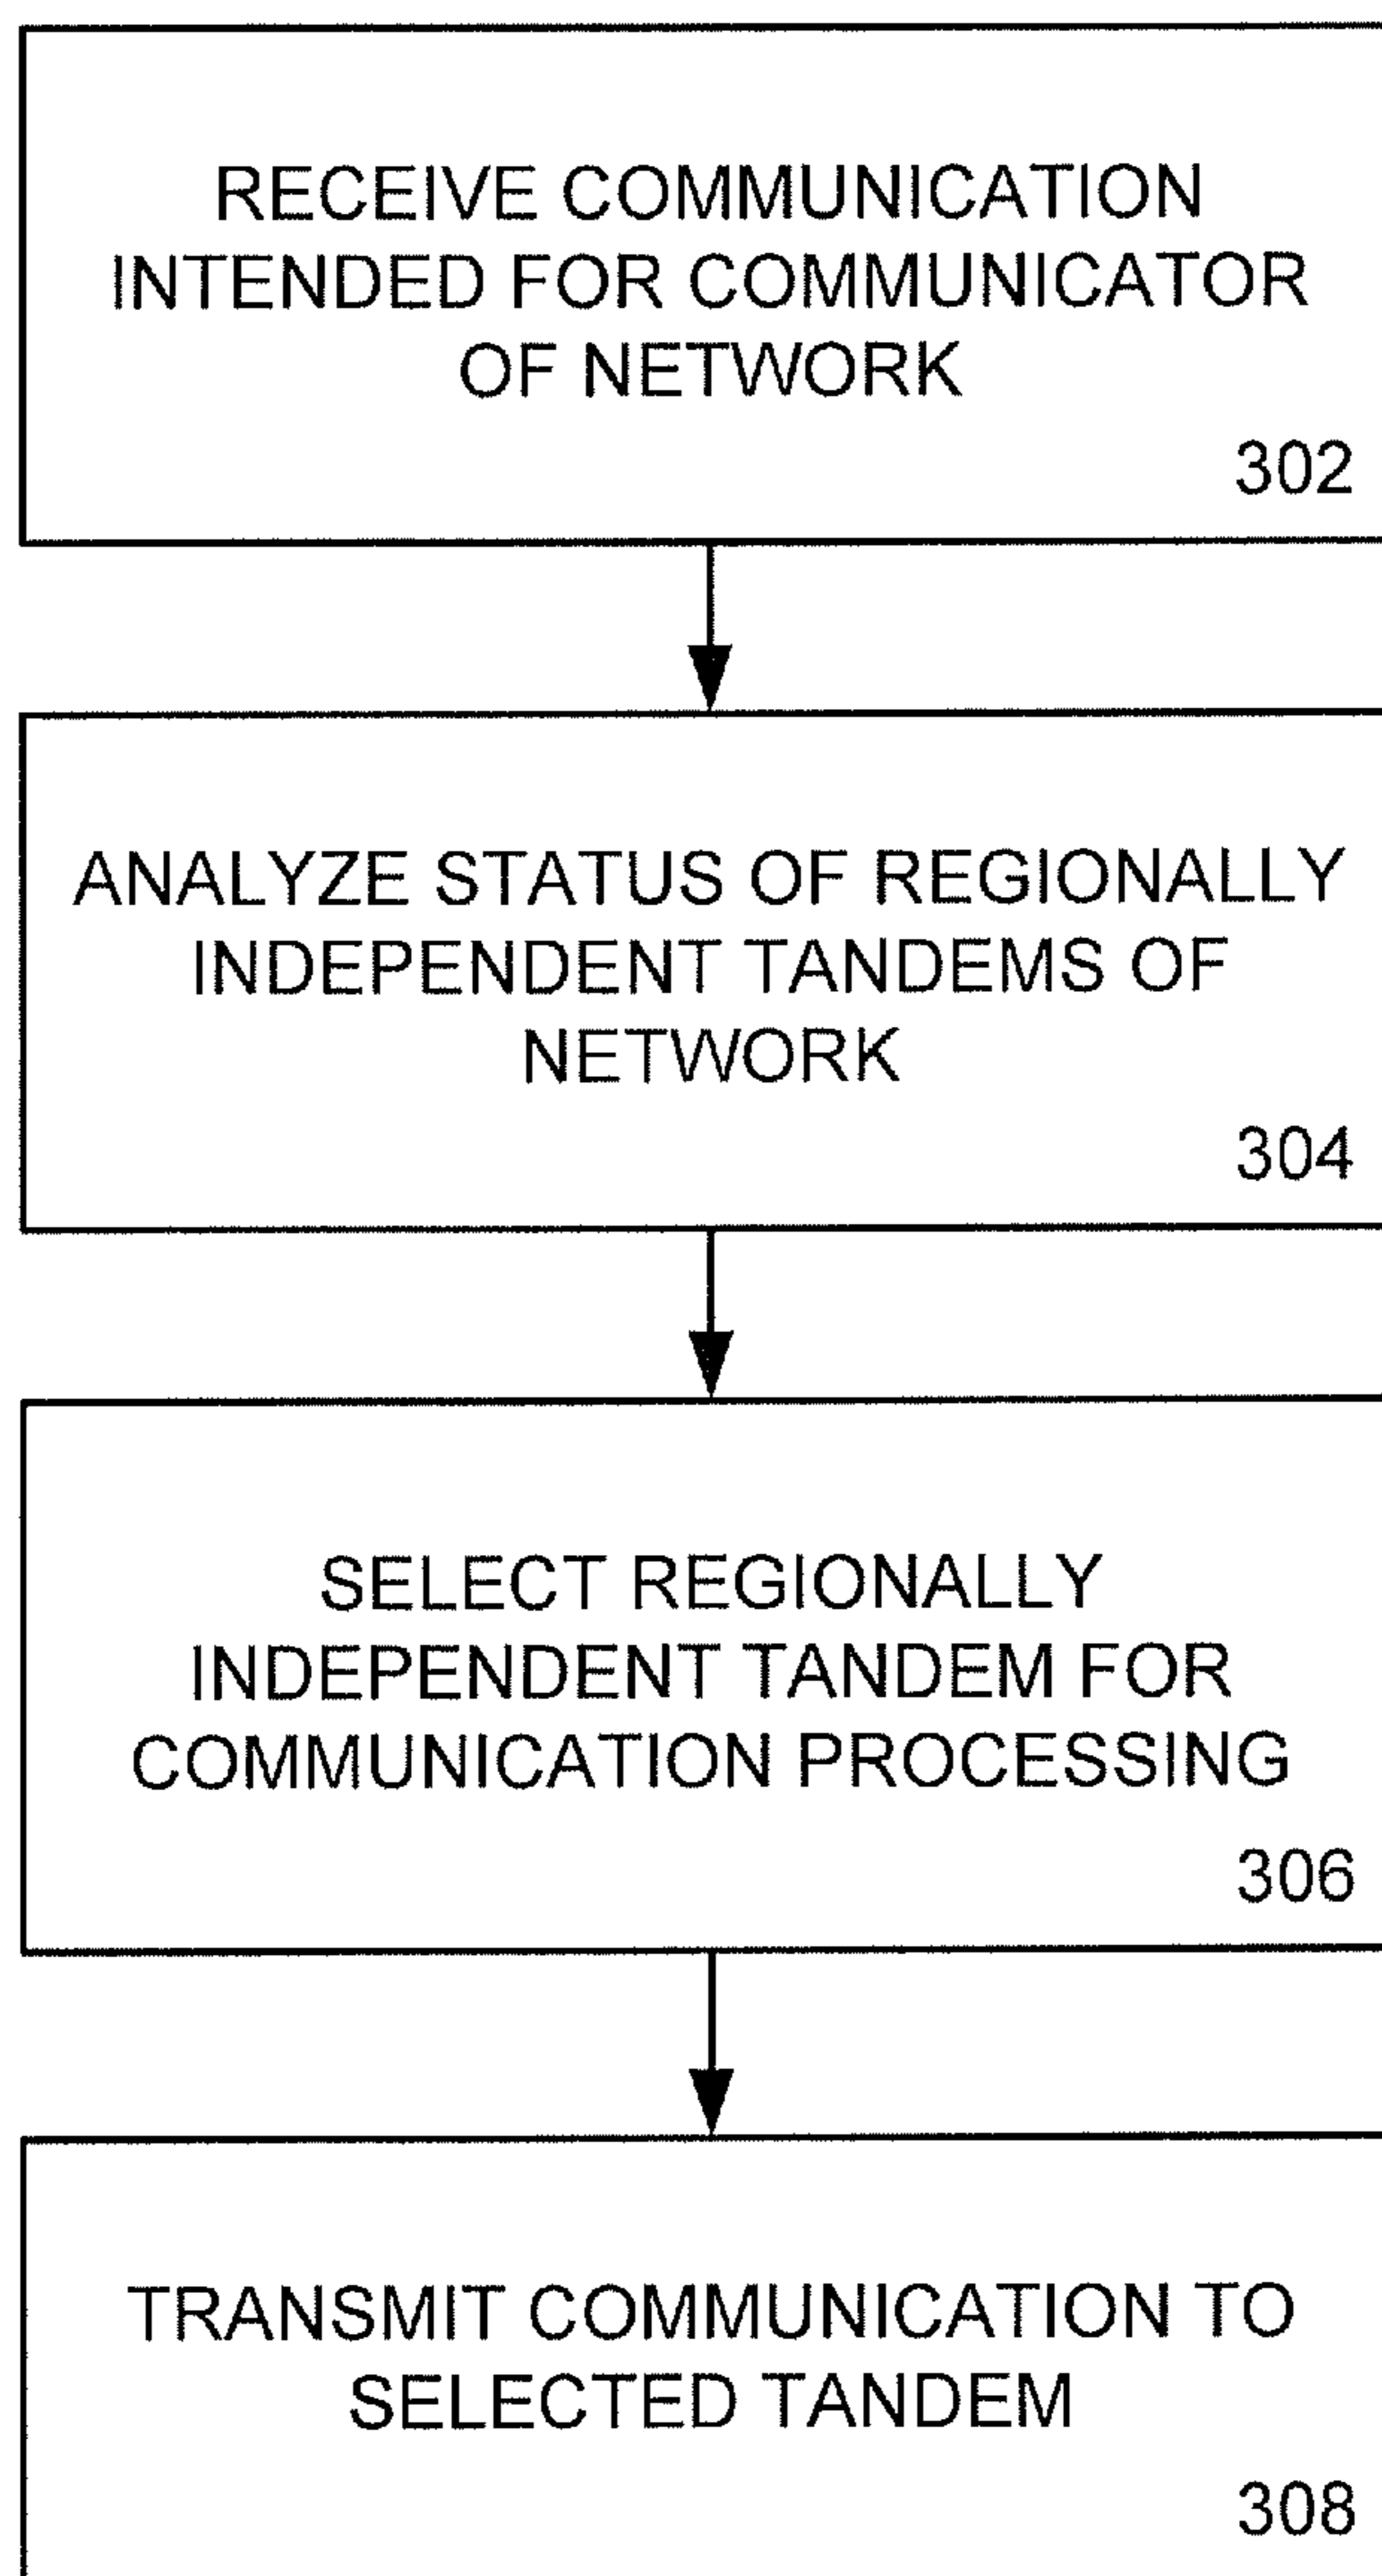 RECEIVE COMMUNICATION
INTENDED FOR COMMUNICATOR
OF NETWORK
302
ANALYZE STATUS OF REGIONALLY
INDEPENDENT TANDEMS OF
NETWORK
304
SELECT REGIONALLY
INDEPENDENT TANDEM FOR
COMMUNICATION PROCESSING
306
TRANSMIT COMMUNICATION TO
SELECTED TANDEM
308